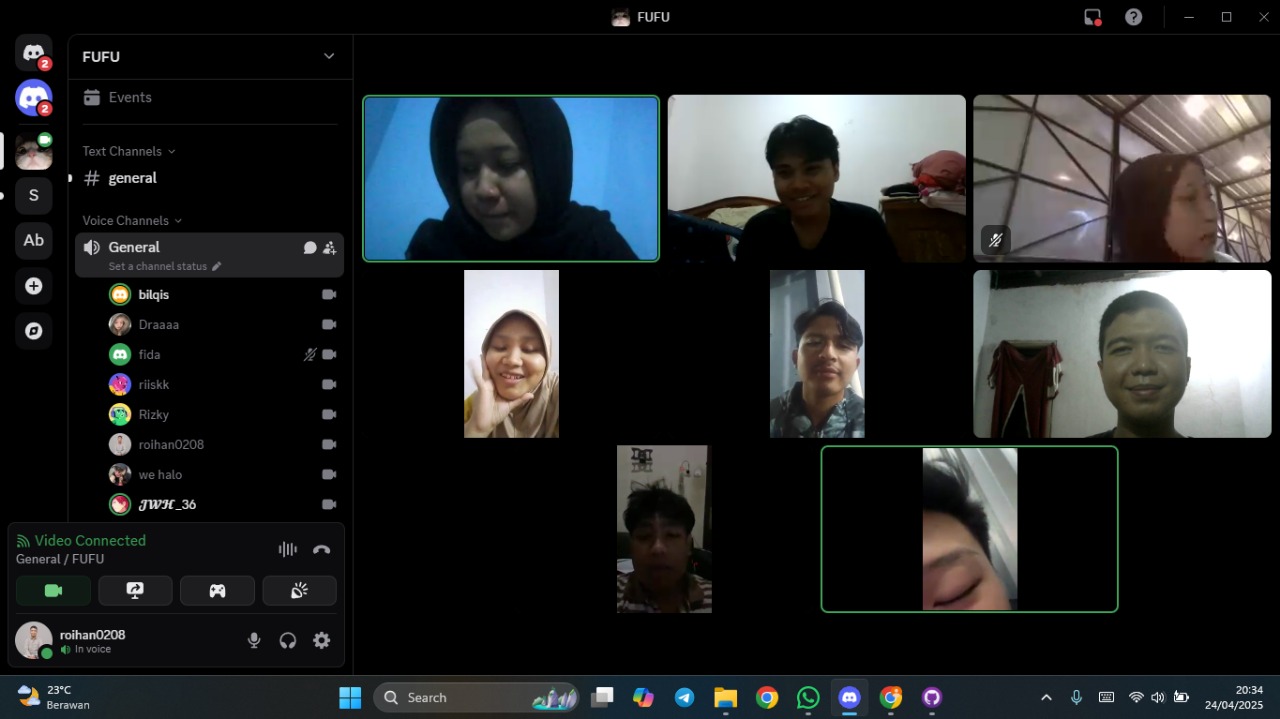 FUFU
2
2
S
Ab
FUFU
Events
Text Channels
general
Voice Channels
General
Set a channel status
bilqis
Draaaa
fida
riiskk
Rizky
roihan0208
we halo
𝓙𝓦𝓗_36
Video Connected
General / FUFU
roihan0208
In voice
23°C
Berawan
Search
20:34
24/04/2025